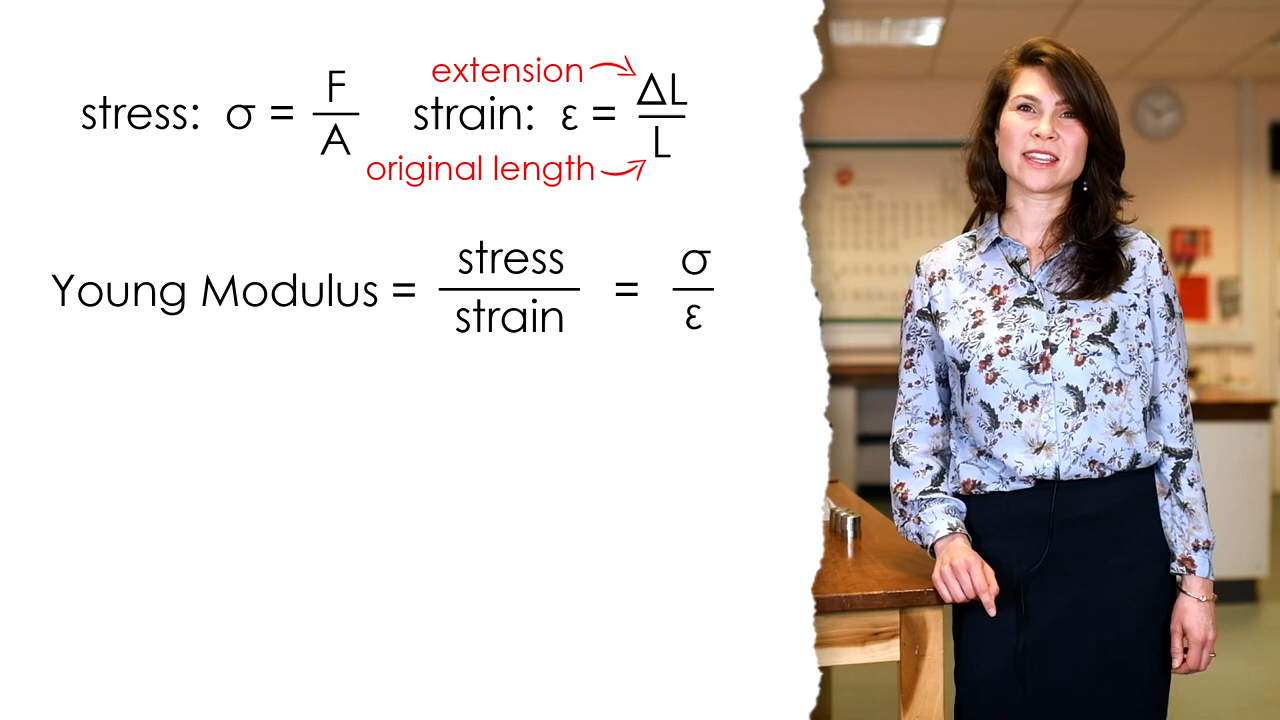 extension
stress: σ = F/A strain: ε = ΔL/L
original length
Young Modulus = stress/strain = σ/ε